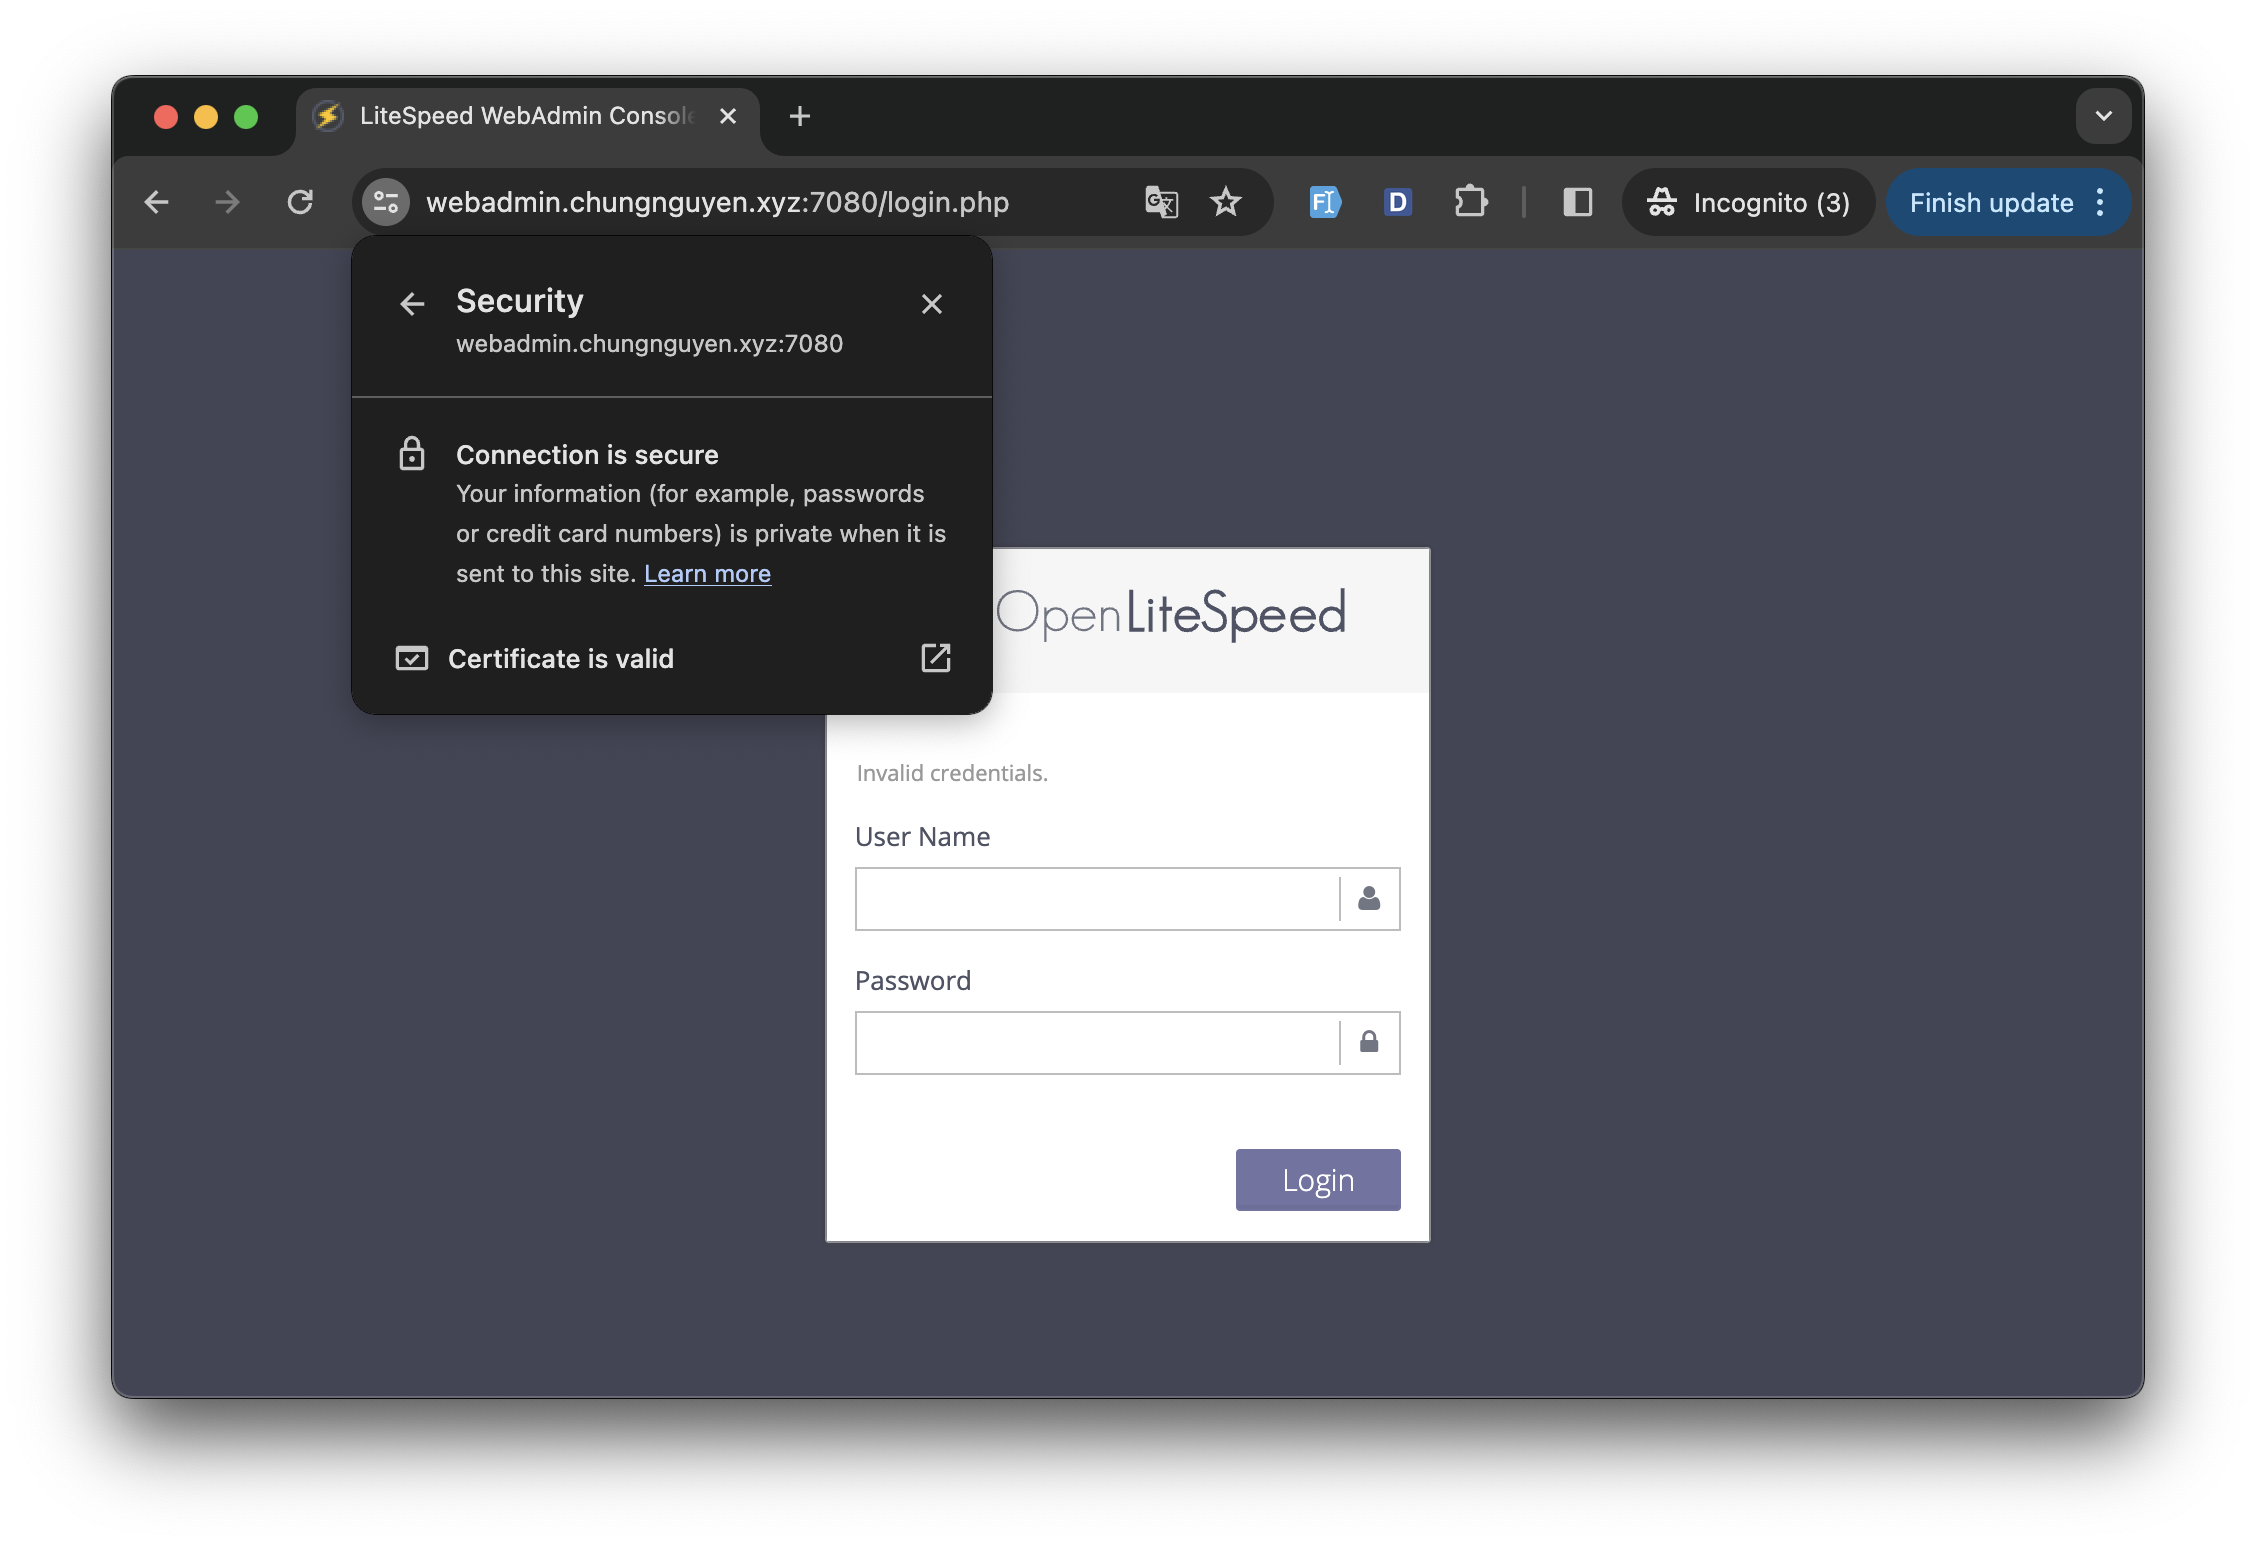 LiteSpeed WebAdmin Console
webadmin.chungnguyen.xyz:7080/login.php
Incognito (3)
Finish update
Security
webadmin.chungnguyen.xyz:7080
Connection is secure
Your information (for example, passwords
or credit card numbers) is private when it is
sent to this site. Learn more
Certificate is valid
OpenLiteSpeed
Invalid credentials.
User Name
Password
Login